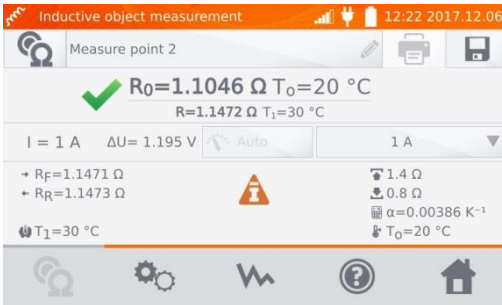 Inductive object measurement 12:22 2017.12.06
Measure point 2
R0=1.1046 Ω To=20 °C
R=1.1472 Ω T1=30 °C
I = 1 A ΔU= 1.195 V Auto 1 A
RF=1.1471 Ω 1.4 Ω
RR=1.1473 Ω 0.8 Ω
α=0.00386 K⁻¹
T1=30 °C To=20 °C